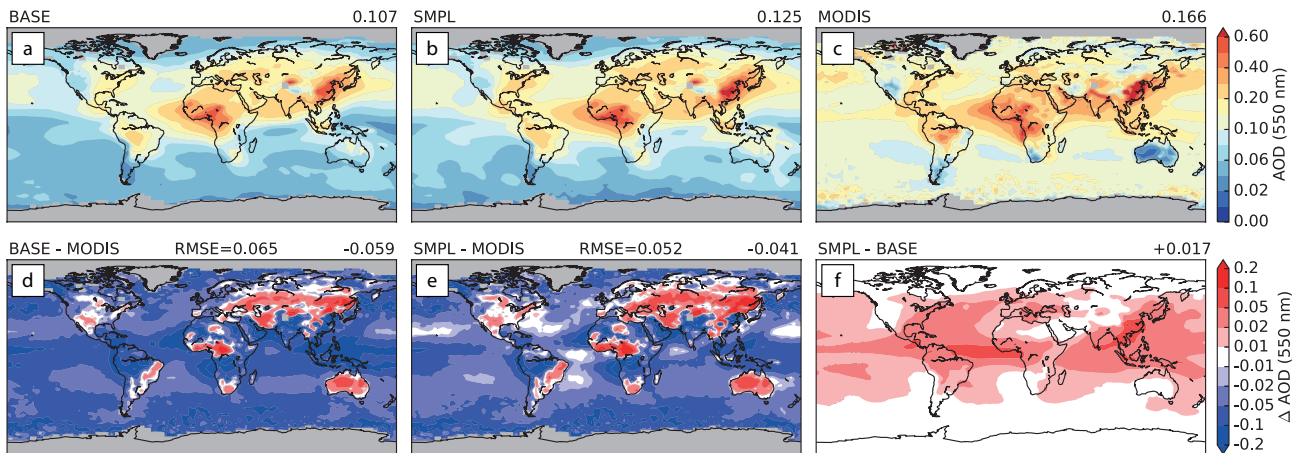 BASE 0.107
a
SMPL 0.125
b
MODIS 0.166
c
0.60
0.40
0.20
0.10
0.06
0.02
0.00
AOD (550 nm)
BASE - MODIS RMSE=0.065 -0.059
d
SMPL - MODIS RMSE=0.052 -0.041
e
SMPL - BASE +0.017
f
0.2
0.1
0.05
0.02
0.01
-0.01
-0.02
-0.05
-0.1
-0.2
Δ AOD (550 nm)